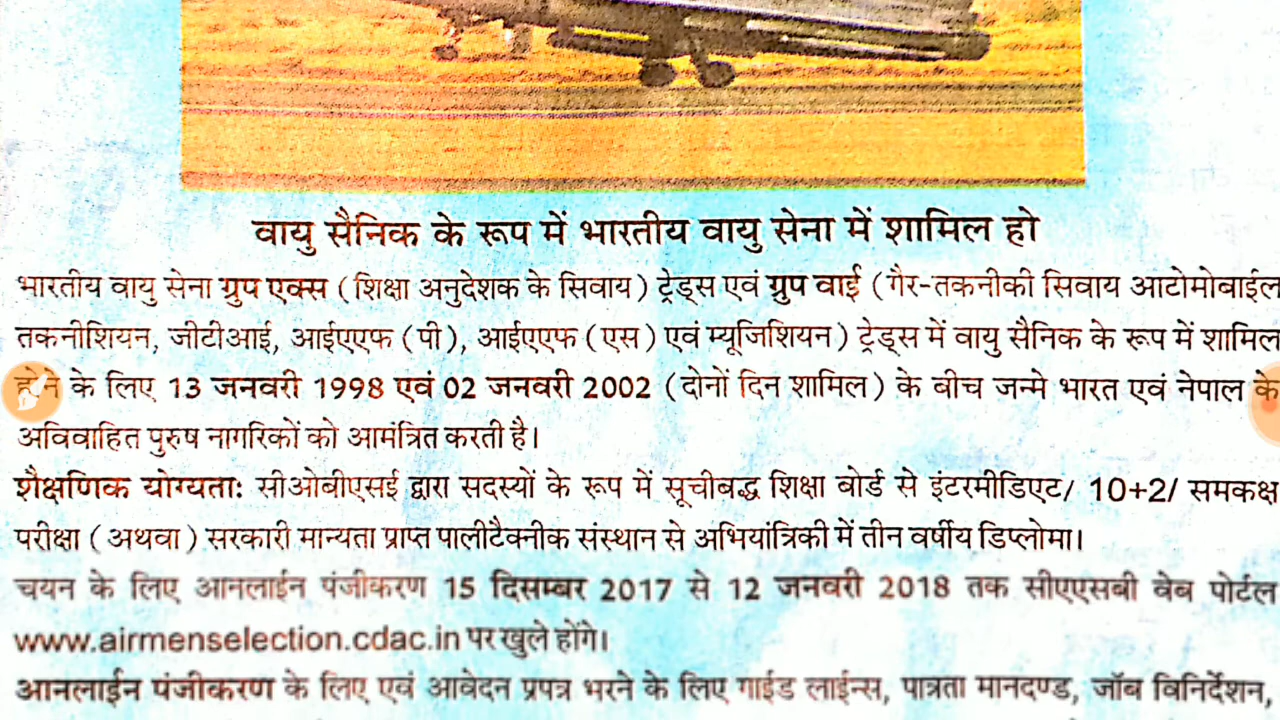 वायु सैनिक के रूप में भारतीय वायु सेना में शामिल हो
भारतीय वायु सेना ग्रुप एक्स (शिक्षा अनुदेशक के सिवाय) ट्रेड्स एवं ग्रुप वाई (गैर-तकनीकी सिवाय आटोमोबाईल
तकनीशियन, जीटीआई, आईएएफ (पी), आईएएफ (एस) एवं म्यूजिशियन) ट्रेड्स में वायु सैनिक के रूप में शामिल
होने के लिए 13 जनवरी 1998 एवं 02 जनवरी 2002 (दोनों दिन शामिल) के बीच जन्मे भारत एवं नेपाल के
अविवाहित पुरुष नागरिकों को आमंत्रित करती है।
शैक्षणिक योग्यताः सीओबीएसई द्वारा सदस्यों के रूप में सूचीबद्ध शिक्षा बोर्ड से इंटरमीडिएट/ 10+2/ समकक्ष
परीक्षा (अथवा) सरकारी मान्यता प्राप्त पालीटैक्नीक संस्थान से अभियांत्रिकी में तीन वर्षीय डिप्लोमा।
चयन के लिए आनलाईन पंजीकरण 15 दिसम्बर 2017 से 12 जनवरी 2018 तक सीएएसबी वेब पोर्टल
www.airmenselection.cdac.in पर खुले होंगे।
आनलाईन पंजीकरण के लिए एवं आवेदन प्रपत्र भरने के लिए गाईड लाईन्स, पात्रता मानदण्ड, जॉब विनिर्देशन,